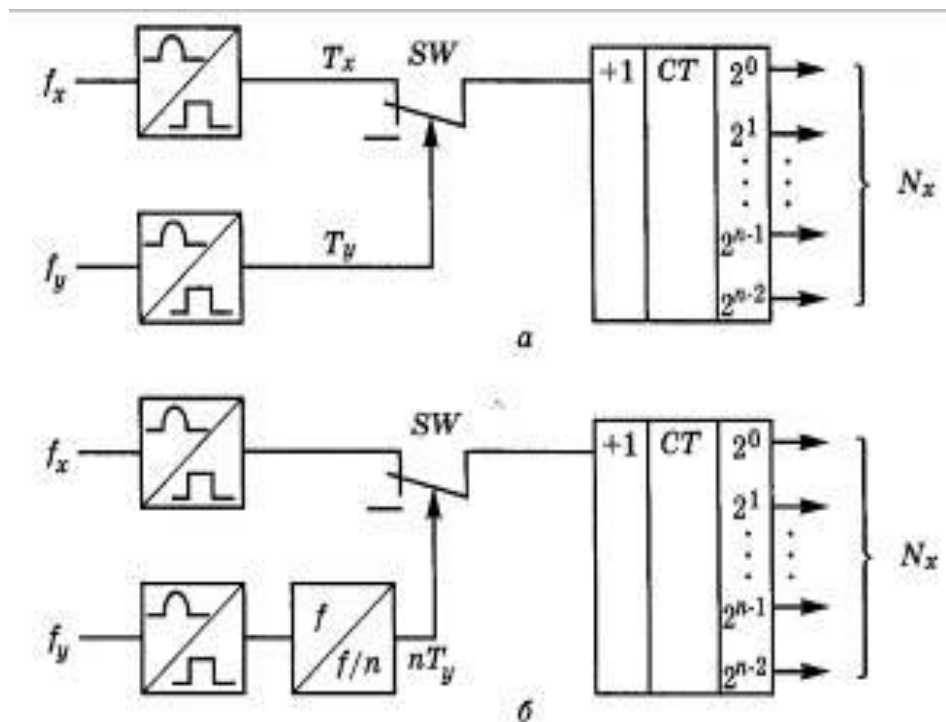 f_x T_x SW +1 CT 2^0
2^1
N_x
f_y T_y 2^{n-1}
2^{n-2}
а
f_x SW +1 CT 2^0
2^1
N_x
f_y f f/n nT_y 2^{n-1}
2^{n-2}
б